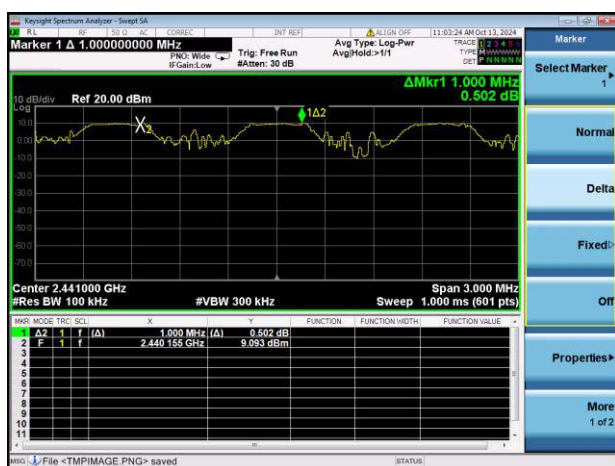 Keysight Spectrum Analyzer - Swept SA
RL RF 50 Ω AC CORREC INT REF ALIGN OFF 11:03:24 AM Oct 13, 2024
Marker 1 Δ 1.000000000 MHz
PNO: Wide
IFGain:Low
Trig: Free Run
#Atten: 30 dB
Avg Type: Log-Pwr
Avg|Hold:>1/1
TRACE 1 2 3 4 5 6
TYPE M
DET P N N N N N
ΔMkr1 1.000 MHz
0.502 dB
10 dB/div Ref 20.00 dBm
Log
10.0
0.00
-10.0
-20.0
-30.0
-40.0
-50.0
-60.0
-70.0
1Δ2
2
Center 2.441000 GHz Span 3.000 MHz
#Res BW 100 kHz #VBW 300 kHz Sweep 1.000 ms (601 pts)
MKR MODE TRC SCL X Y FUNCTION FUNCTION WIDTH FUNCTION VALUE
1 Δ2 1 f (Δ) 1.000 MHz (Δ) 0.502 dB
2 F 1 f 2.440 155 GHz 9.093 dBm
3
4
5
6
7
8
9
10
11
MSG File <TMPIMAGE.PNG> saved STATUS
Marker
Select Marker
1
Normal
Delta
Fixed
Off
Properties
More
1 of 2